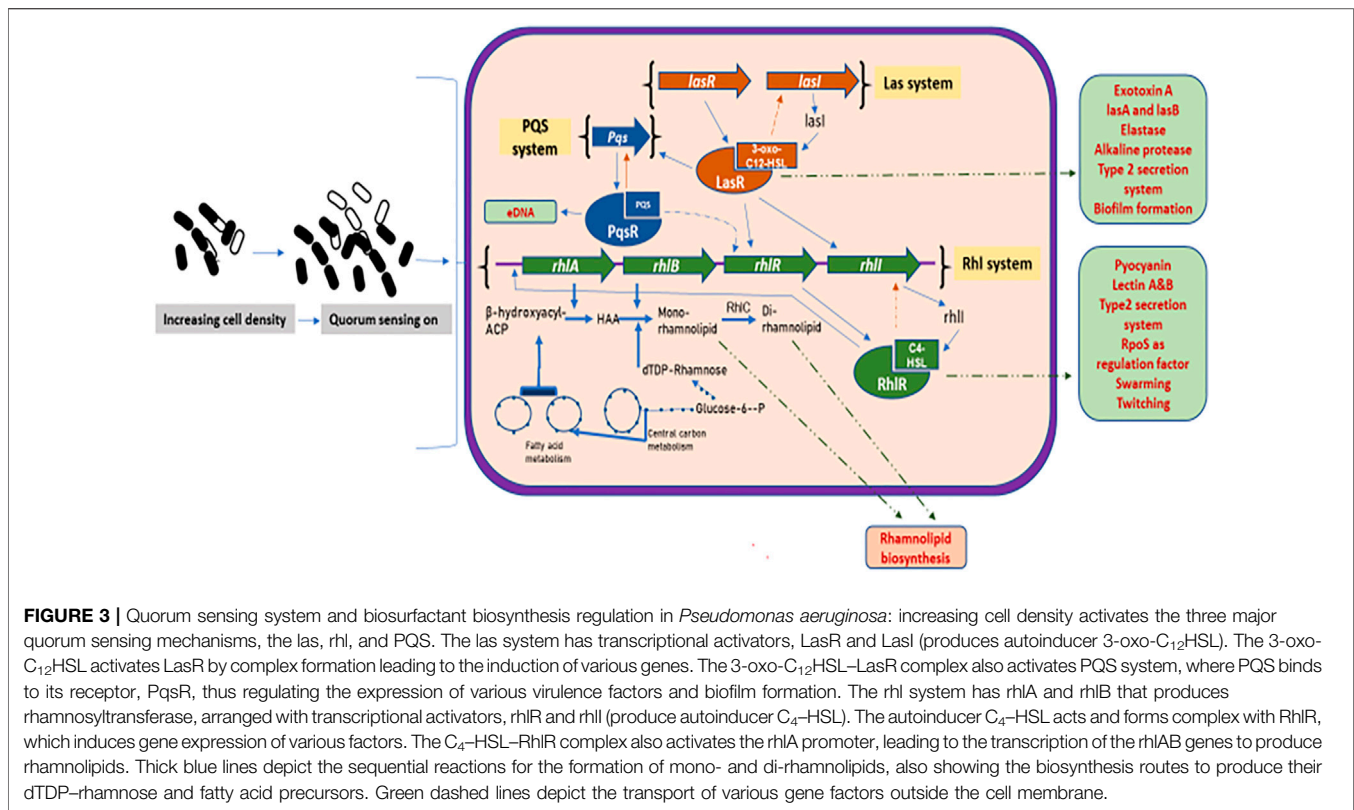 lasR
lasI
Las system
lasI
3-oxo-
C12-HSL
LasR
PQS
system
Pqs
PQS
PqsR
eDNA
rhlA
rhlB
rhlR
rhlI
Rhl system
β-hydroxyacyl-
ACP
HAA
Mono-
rhamnolipid
RhlC
Di-
rhamnolipid
rhlI
C4-
HSL
RhlR
dTDP-Rhamnose
Glucose-6--P
Central carbon
metabolism
Fatty acid
metabolism
Increasing cell density
Quorum sensing on
Exotoxin A
lasA and lasB
Elastase
Alkaline protease
Type 2 secretion
system
Biofilm formation
Pyocyanin
Lectin A&B
Type2 secretion
system
RpoS as
regulation factor
Swarming
Twitching
Rhamnolipid
biosynthesis
FIGURE 3 | Quorum sensing system and biosurfactant biosynthesis regulation in Pseudomonas aeruginosa: increasing cell density activates the three major
quorum sensing mechanisms, the las, rhl, and PQS. The las system has transcriptional activators, LasR and LasI (produces autoinducer 3-oxo-C₁₂HSL). The 3-oxo-
C₁₂HSL activates LasR by complex formation leading to the induction of various genes. The 3-oxo-C₁₂HSL–LasR complex also activates PQS system, where PQS binds
to its receptor, PqsR, thus regulating the expression of various virulence factors and biofilm formation. The rhl system has rhlA and rhlB that produces
rhamnosyltransferase, arranged with transcriptional activators, rhlR and rhlI (produce autoinducer C₄–HSL). The autoinducer C₄–HSL acts and forms complex with RhlR,
which induces gene expression of various factors. The C₄–HSL–RhlR complex also activates the rhlA promoter, leading to the transcription of the rhlAB genes to produce
rhamnolipids. Thick blue lines depict the sequential reactions for the formation of mono- and di-rhamnolipids, also showing the biosynthesis routes to produce their
dTDP–rhamnose and fatty acid precursors. Green dashed lines depict the transport of various gene factors outside the cell membrane.